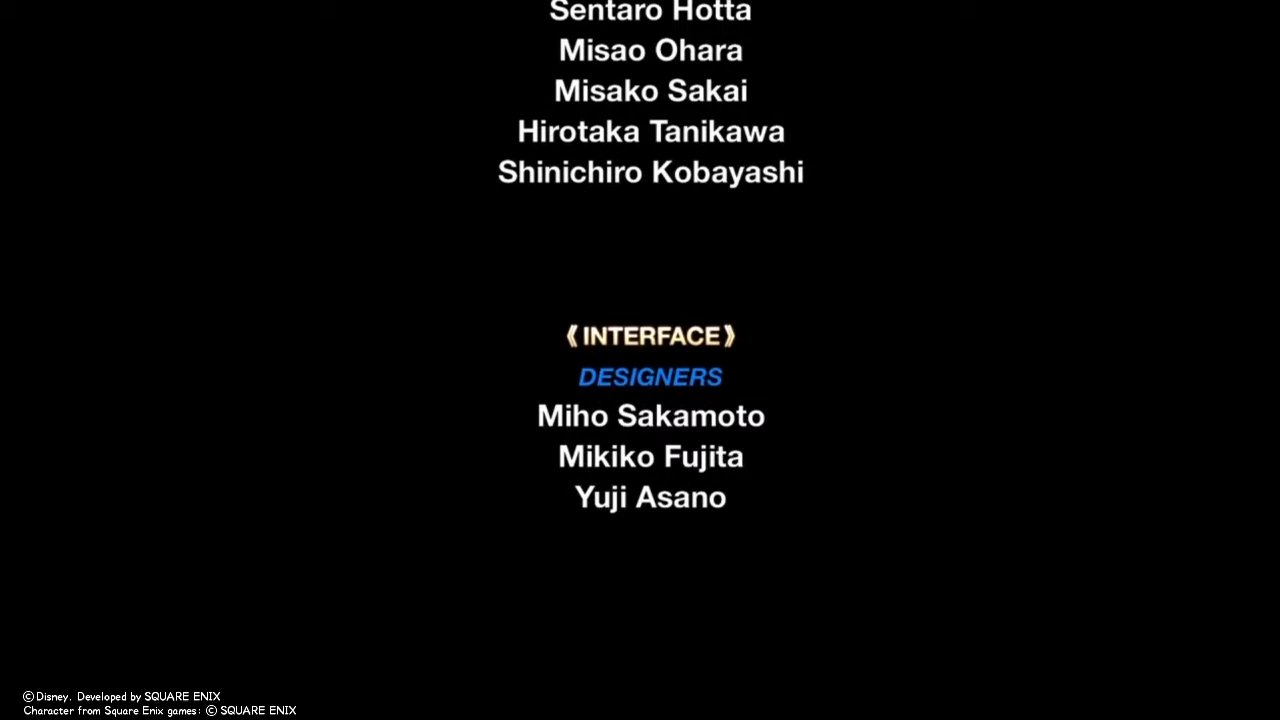 Sentaro Hotta
Misao Ohara
Misako Sakai
Hirotaka Tanikawa
Shinichiro Kobayashi
《INTERFACE》
DESIGNERS
Miho Sakamoto
Mikiko Fujita
Yuji Asano
©Disney. Developed by SQUARE ENIX
Character from Square Enix games: © SQUARE ENIX